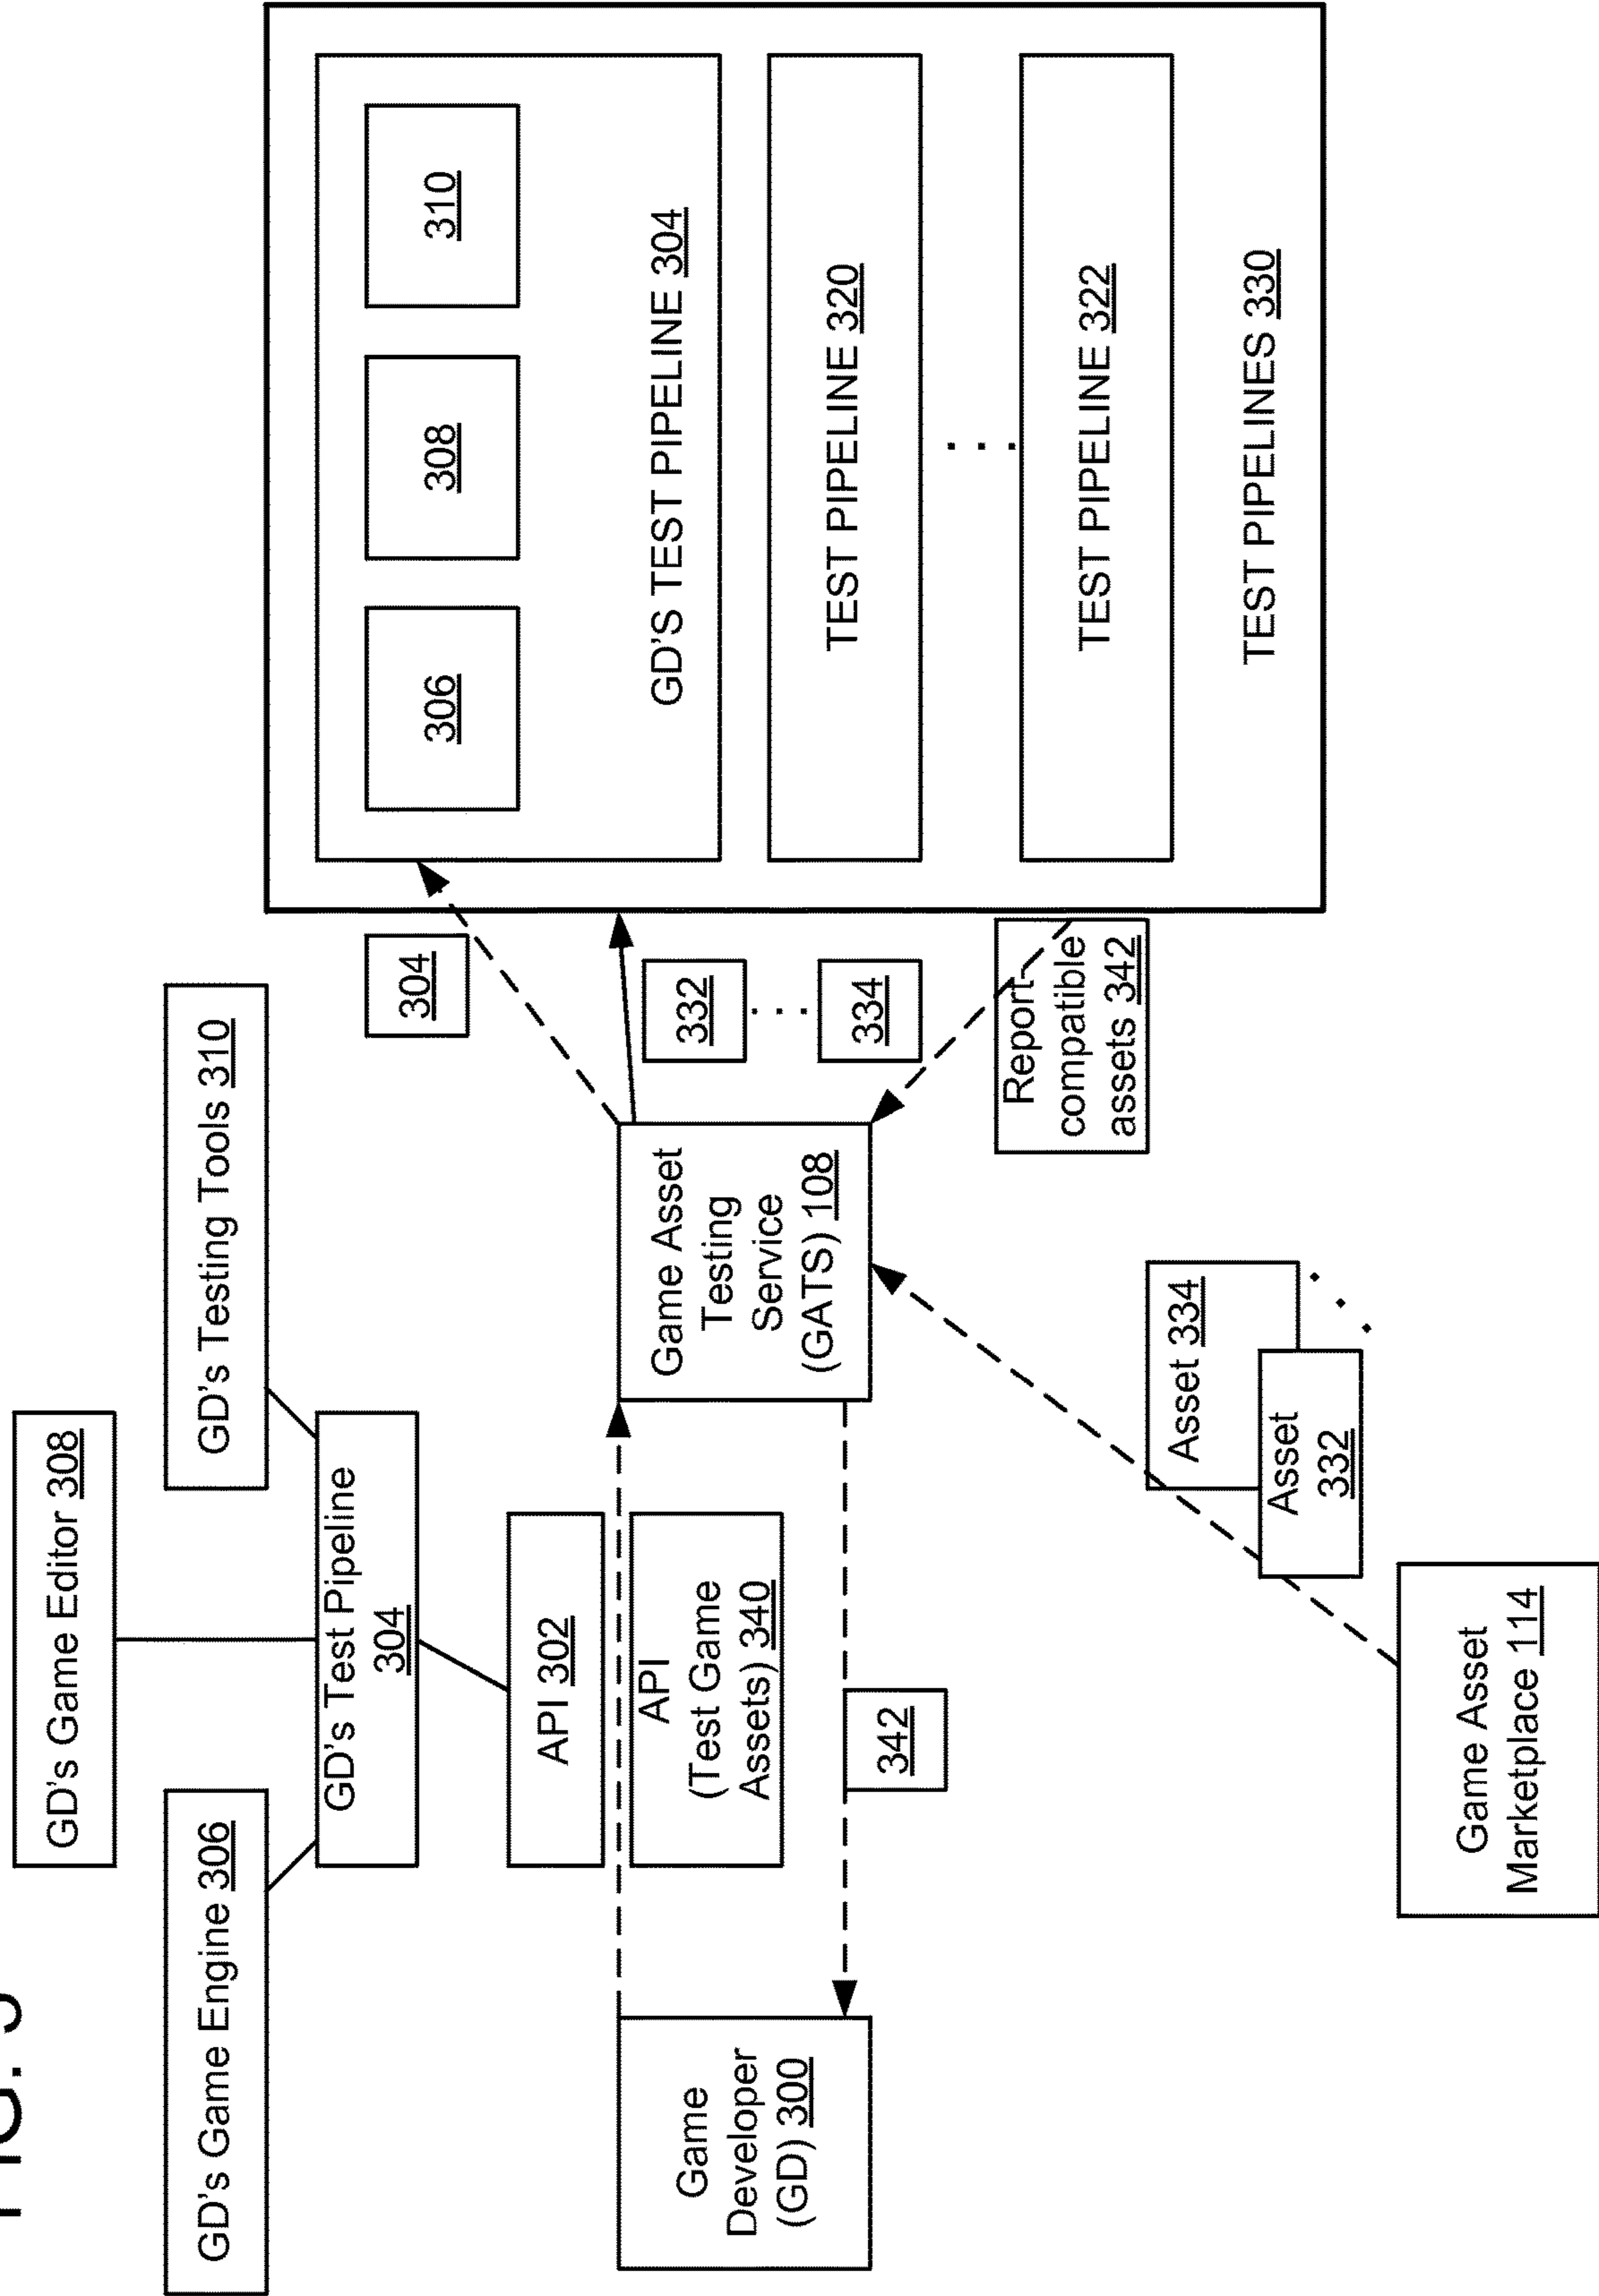 GD's Game Editor 308
GD's Game Engine 306
GD's Testing Tools 310
GD's Test Pipeline
304
API 302
API
(Test Game
Assets) 340
Game
Developer
(GD) 300
342
Game Asset
Testing
Service
(GATS) 108
304
332
. . .
334
Report-
compatible
assets 342
306
308
310
GD'S TEST PIPELINE 304
TEST PIPELINE 320
. . .
TEST PIPELINE 322
TEST PIPELINES 330
Asset 334
Asset
332
. . .
Game Asset
Marketplace 114